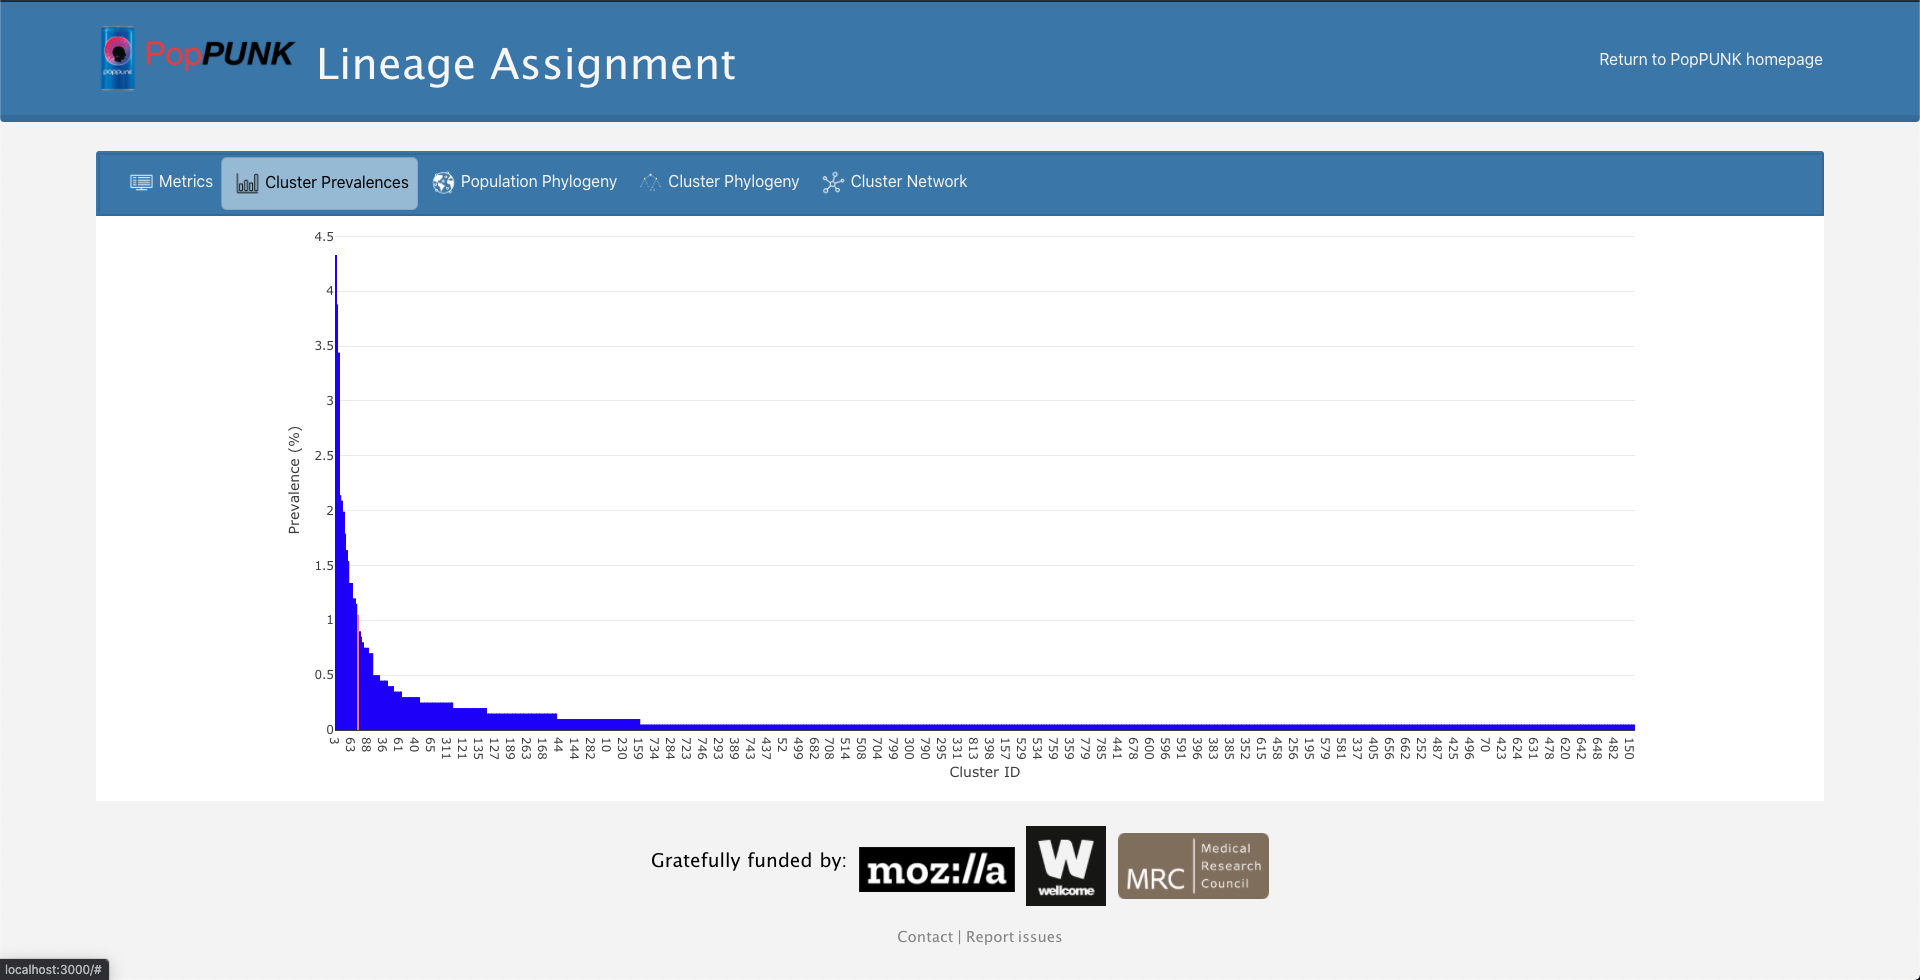 poppunk
PopPUNK
Lineage Assignment
Return to PopPUNK homepage
Metrics
Cluster Prevalences
Population Phylogeny
Cluster Phylogeny
Cluster Network
4.5
4
3.5
3
2.5
2
1.5
1
0.5
0
Prevalence (%)
3 63 88 36 61 40 65 311 121 135 127 189 263 168 44 144 282 10 230 159 734 284 723 746 293 389 743 437 52 499 682 708 514 508 704 799 300 790 295 331 813 398 157 529 534 759 359 779 785 441 678 600 596 591 396 383 385 352 615 458 256 195 579 581 337 405 656 662 252 487 425 496 70 423 624 631 478 620 642 648 482 150
Cluster ID
Gratefully funded by:
moz://a
W
wellcome
MRC
Medical
Research
Council
Contact | Report issues
localhost:3000/#